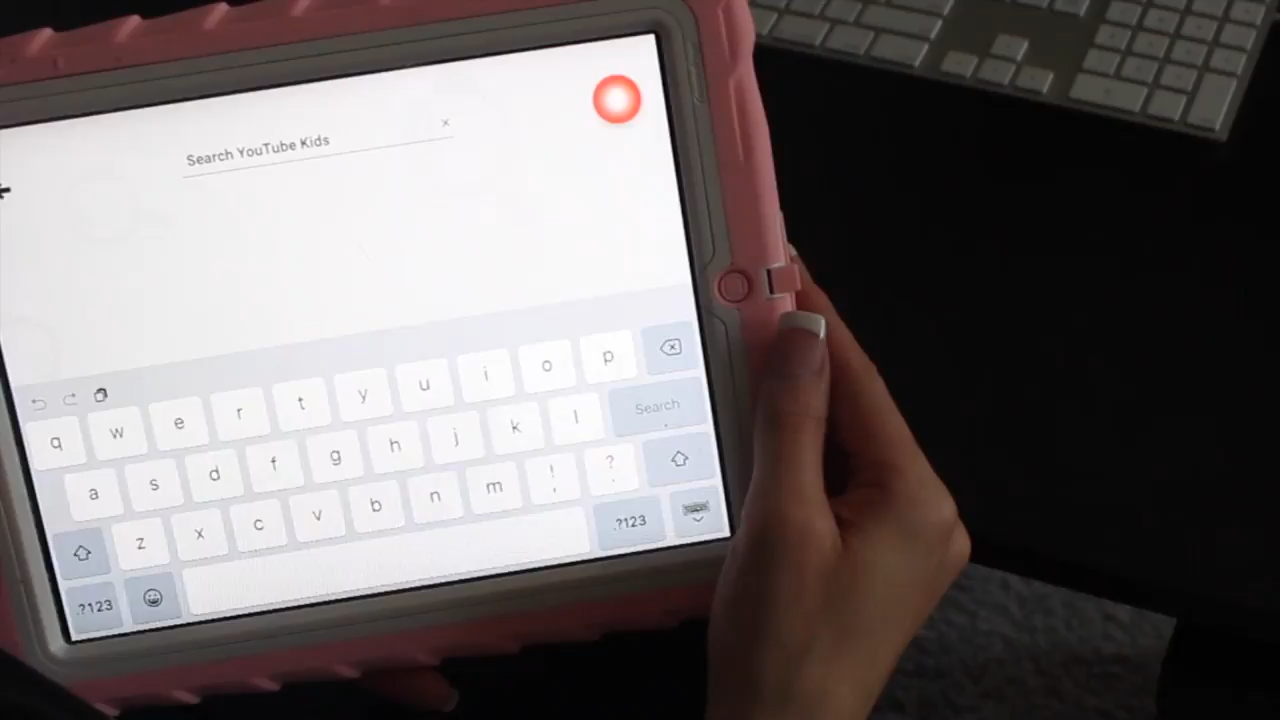 Search YouTube Kids
q w e r t y u i o p
a s d f g h j k l Search
z x c v b n m ! , ? .
.?123 .?123